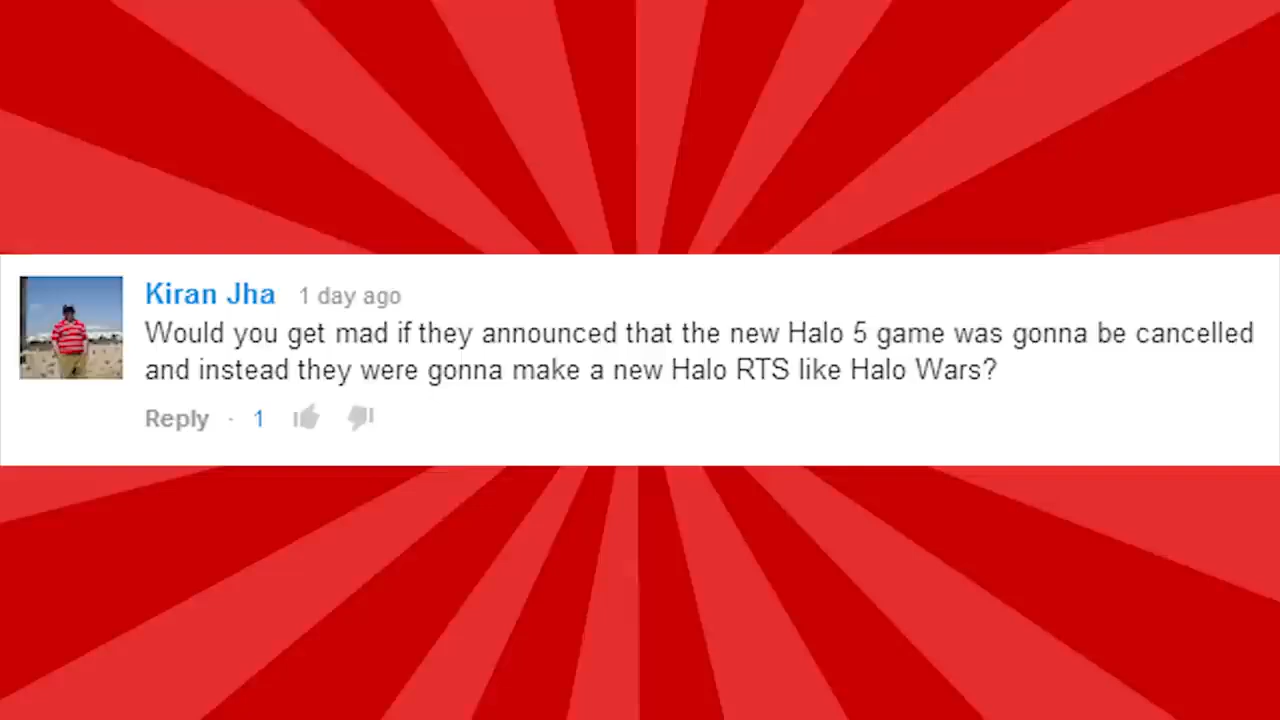 Kiran Jha 1 day ago
Would you get mad if they announced that the new Halo 5 game was gonna be cancelled
and instead they were gonna make a new Halo RTS like Halo Wars?
Reply · 1